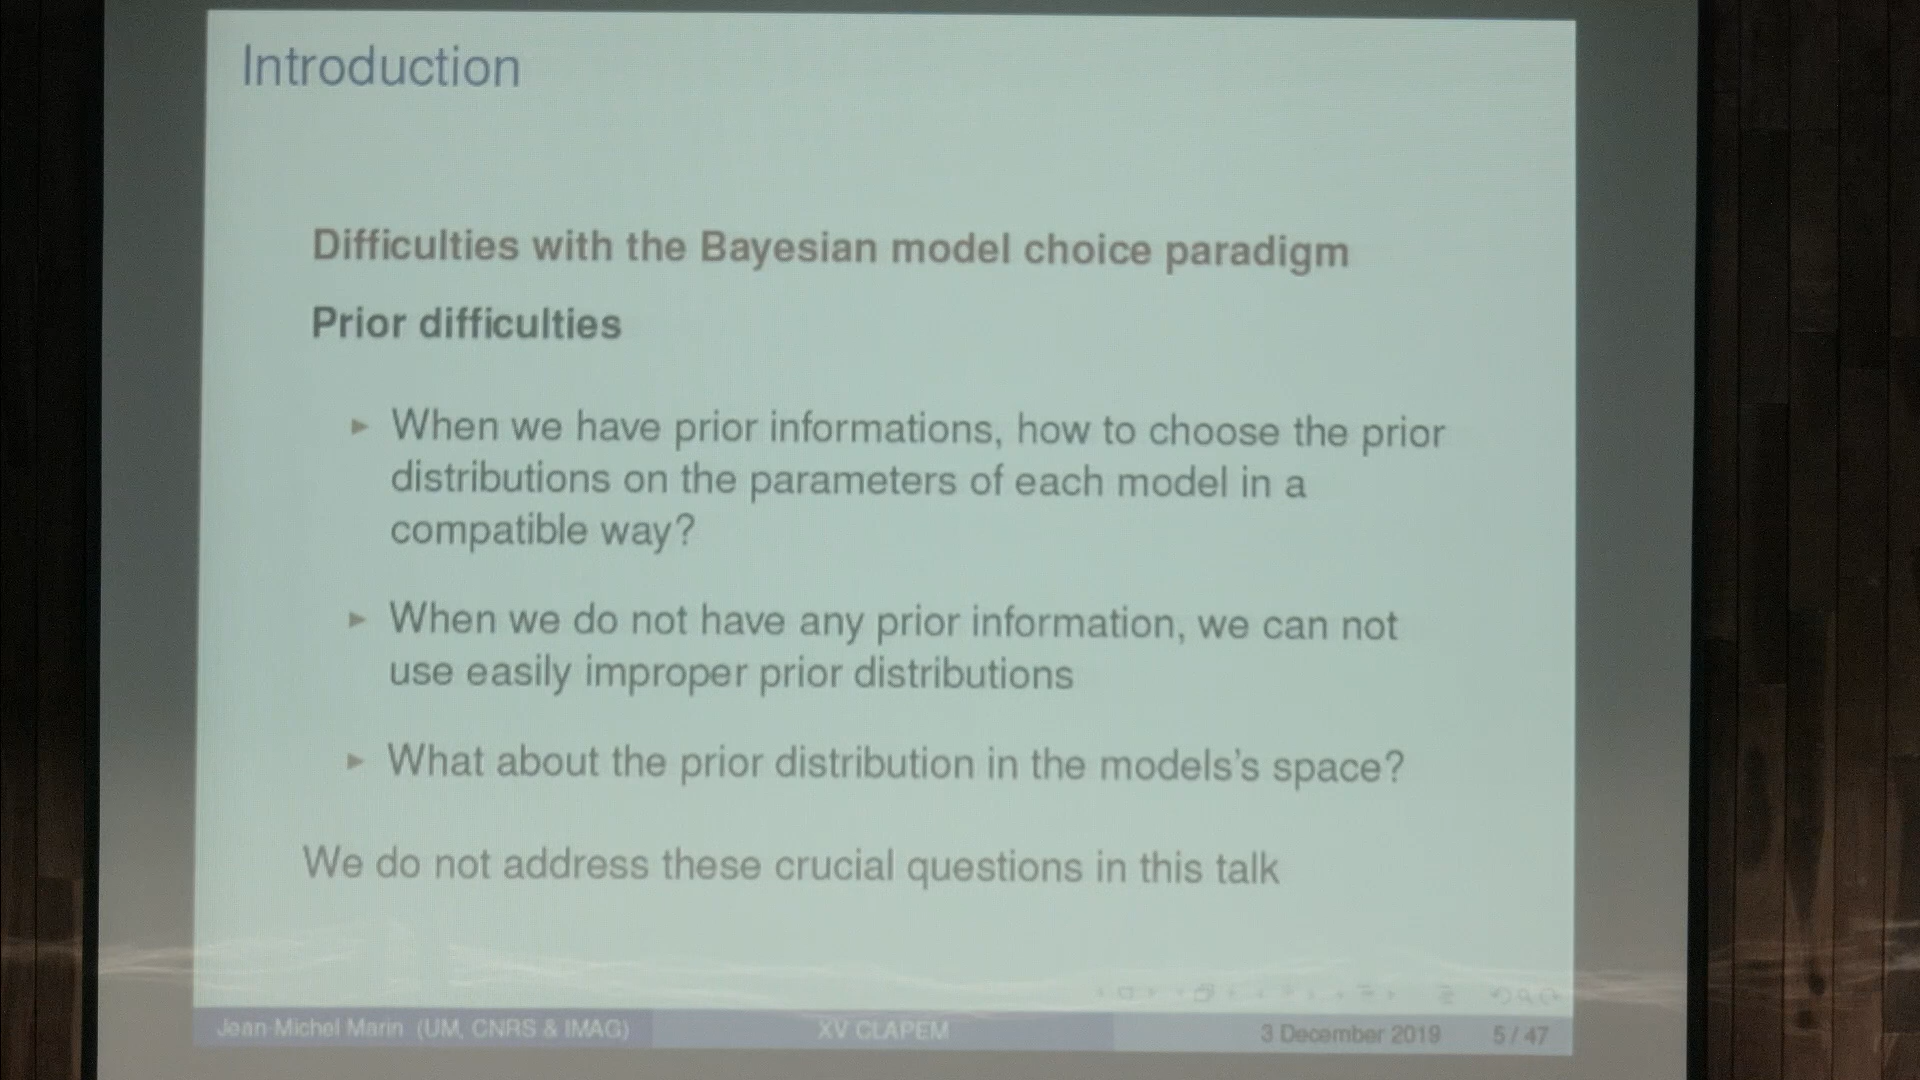 Introduction
Difficulties with the Bayesian model choice paradigm
Prior difficulties
When we have prior informations, how to choose the prior
distributions on the parameters of each model in a
compatible way?
When we do not have any prior information, we can not
use easily improper prior distributions
What about the prior distribution in the models's space?
We do not address these crucial questions in this talk
Jean-Michel Marin (UM, CNRS & IMAG) XV CLAPEM 3 December 2019 5 / 47